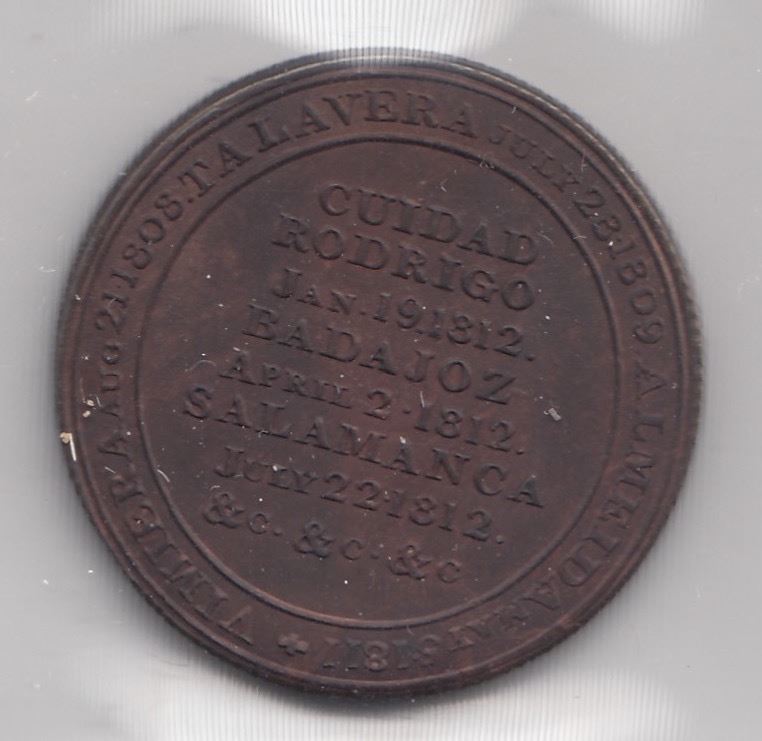 VIMIERA AUG 21·1808. TALAVERA JULY 28·1809 ALMEIDA MAY 5·1811 ✚
CUIDAD
RODRIGO
JAN. 19.1812.
BADAJOZ
APRIL 2·1812.
SALAMANCA
JULY 22·1812.
&c. &c. &c